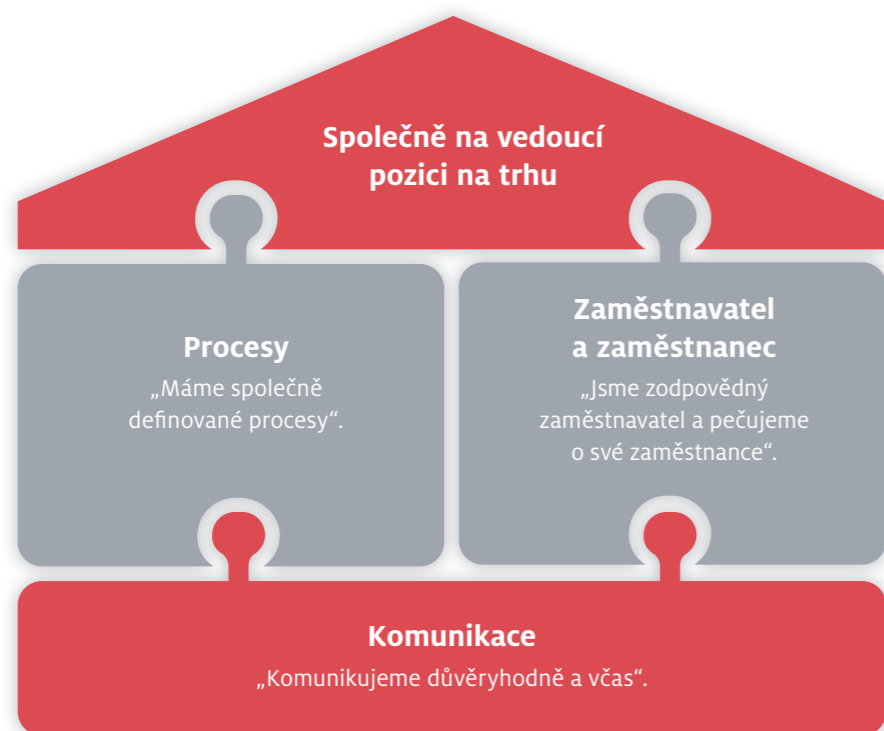 Společně na vedoucí
pozici na trhu
Procesy
„Máme společně
definované procesy“.
Zaměstnavatel
a zaměstnanec
„Jsme zodpovědný
zaměstnavatel a pečujeme
o své zaměstnance“.
Komunikace
„Komunikujeme důvěryhodně a včas“.